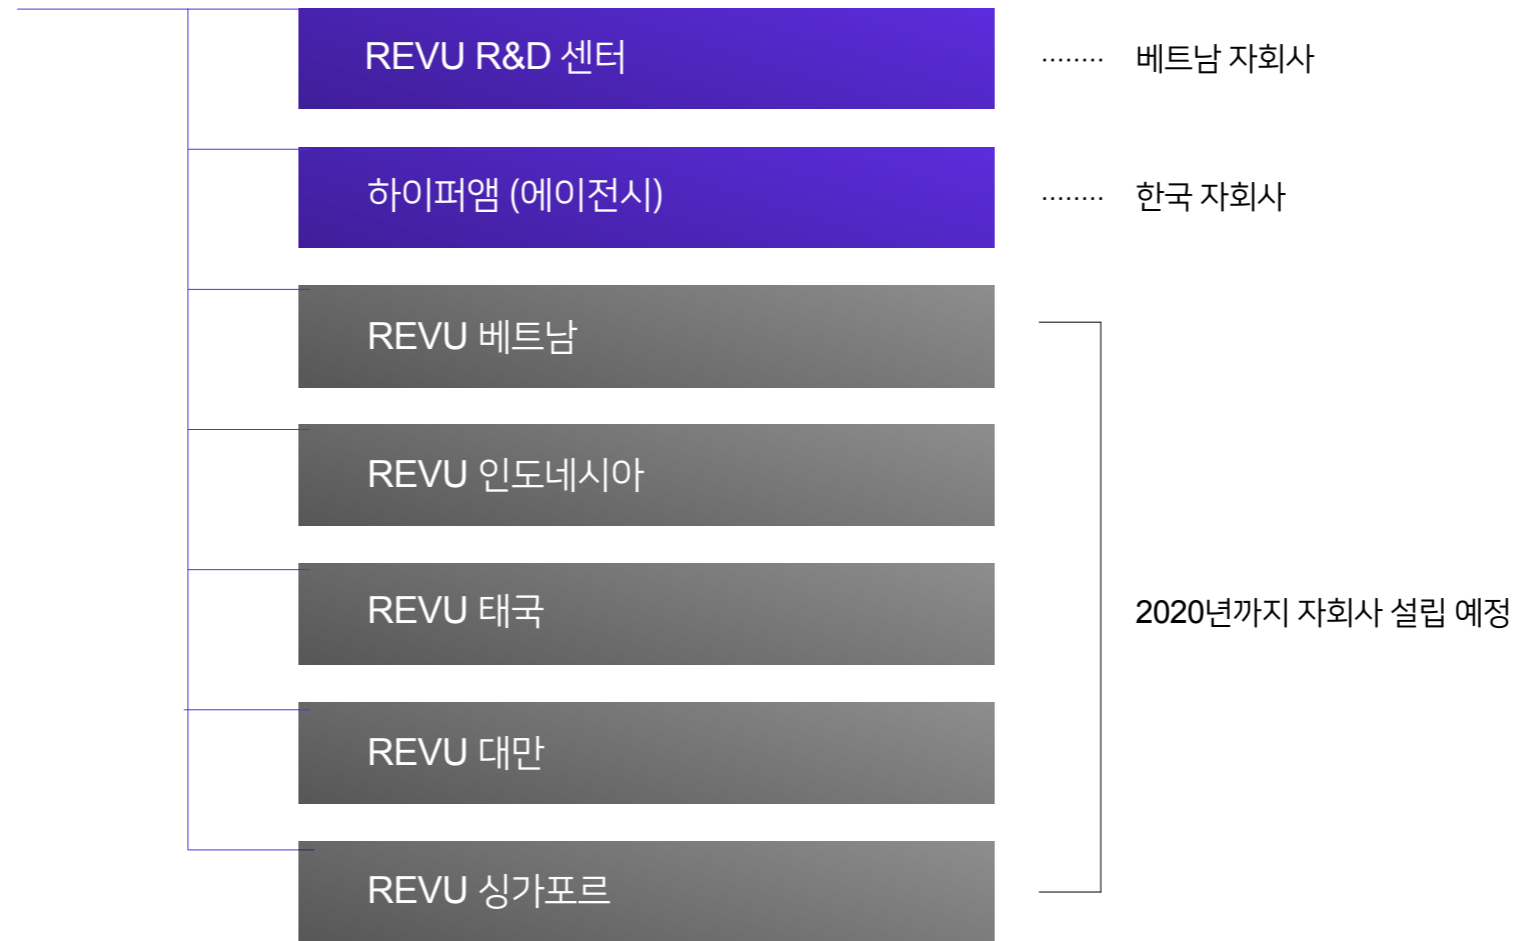 REVU R&D 센터
········ 베트남 자회사
하이퍼앰 (에이전시)
········ 한국 자회사
REVU 베트남
REVU 인도네시아
REVU 태국
2020년까지 자회사 설립 예정
REVU 대만
REVU 싱가포르